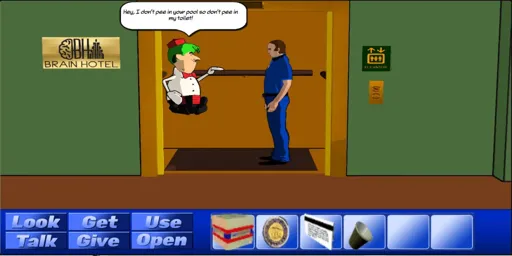 Hey, I don't pee in your pool so don't pee in
my toilet!
BH
BRAIN HOTEL
Look
Get
Use
Talk
Give
Open